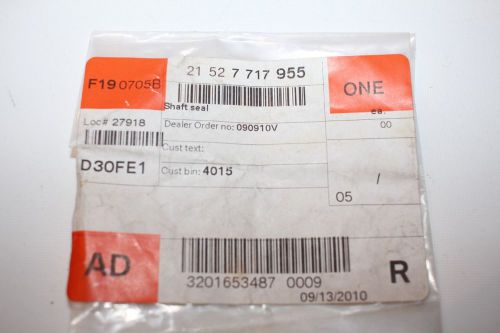 F19 0705B
21 52 7 717 955
ONE
Shaft seal
ea.
Loc# 27918
Dealer Order no: 090910V
00
Cust text:
D30FE1
Cust bin: 4015
/
05
AD
3201653487 0009
R
09/13/2010